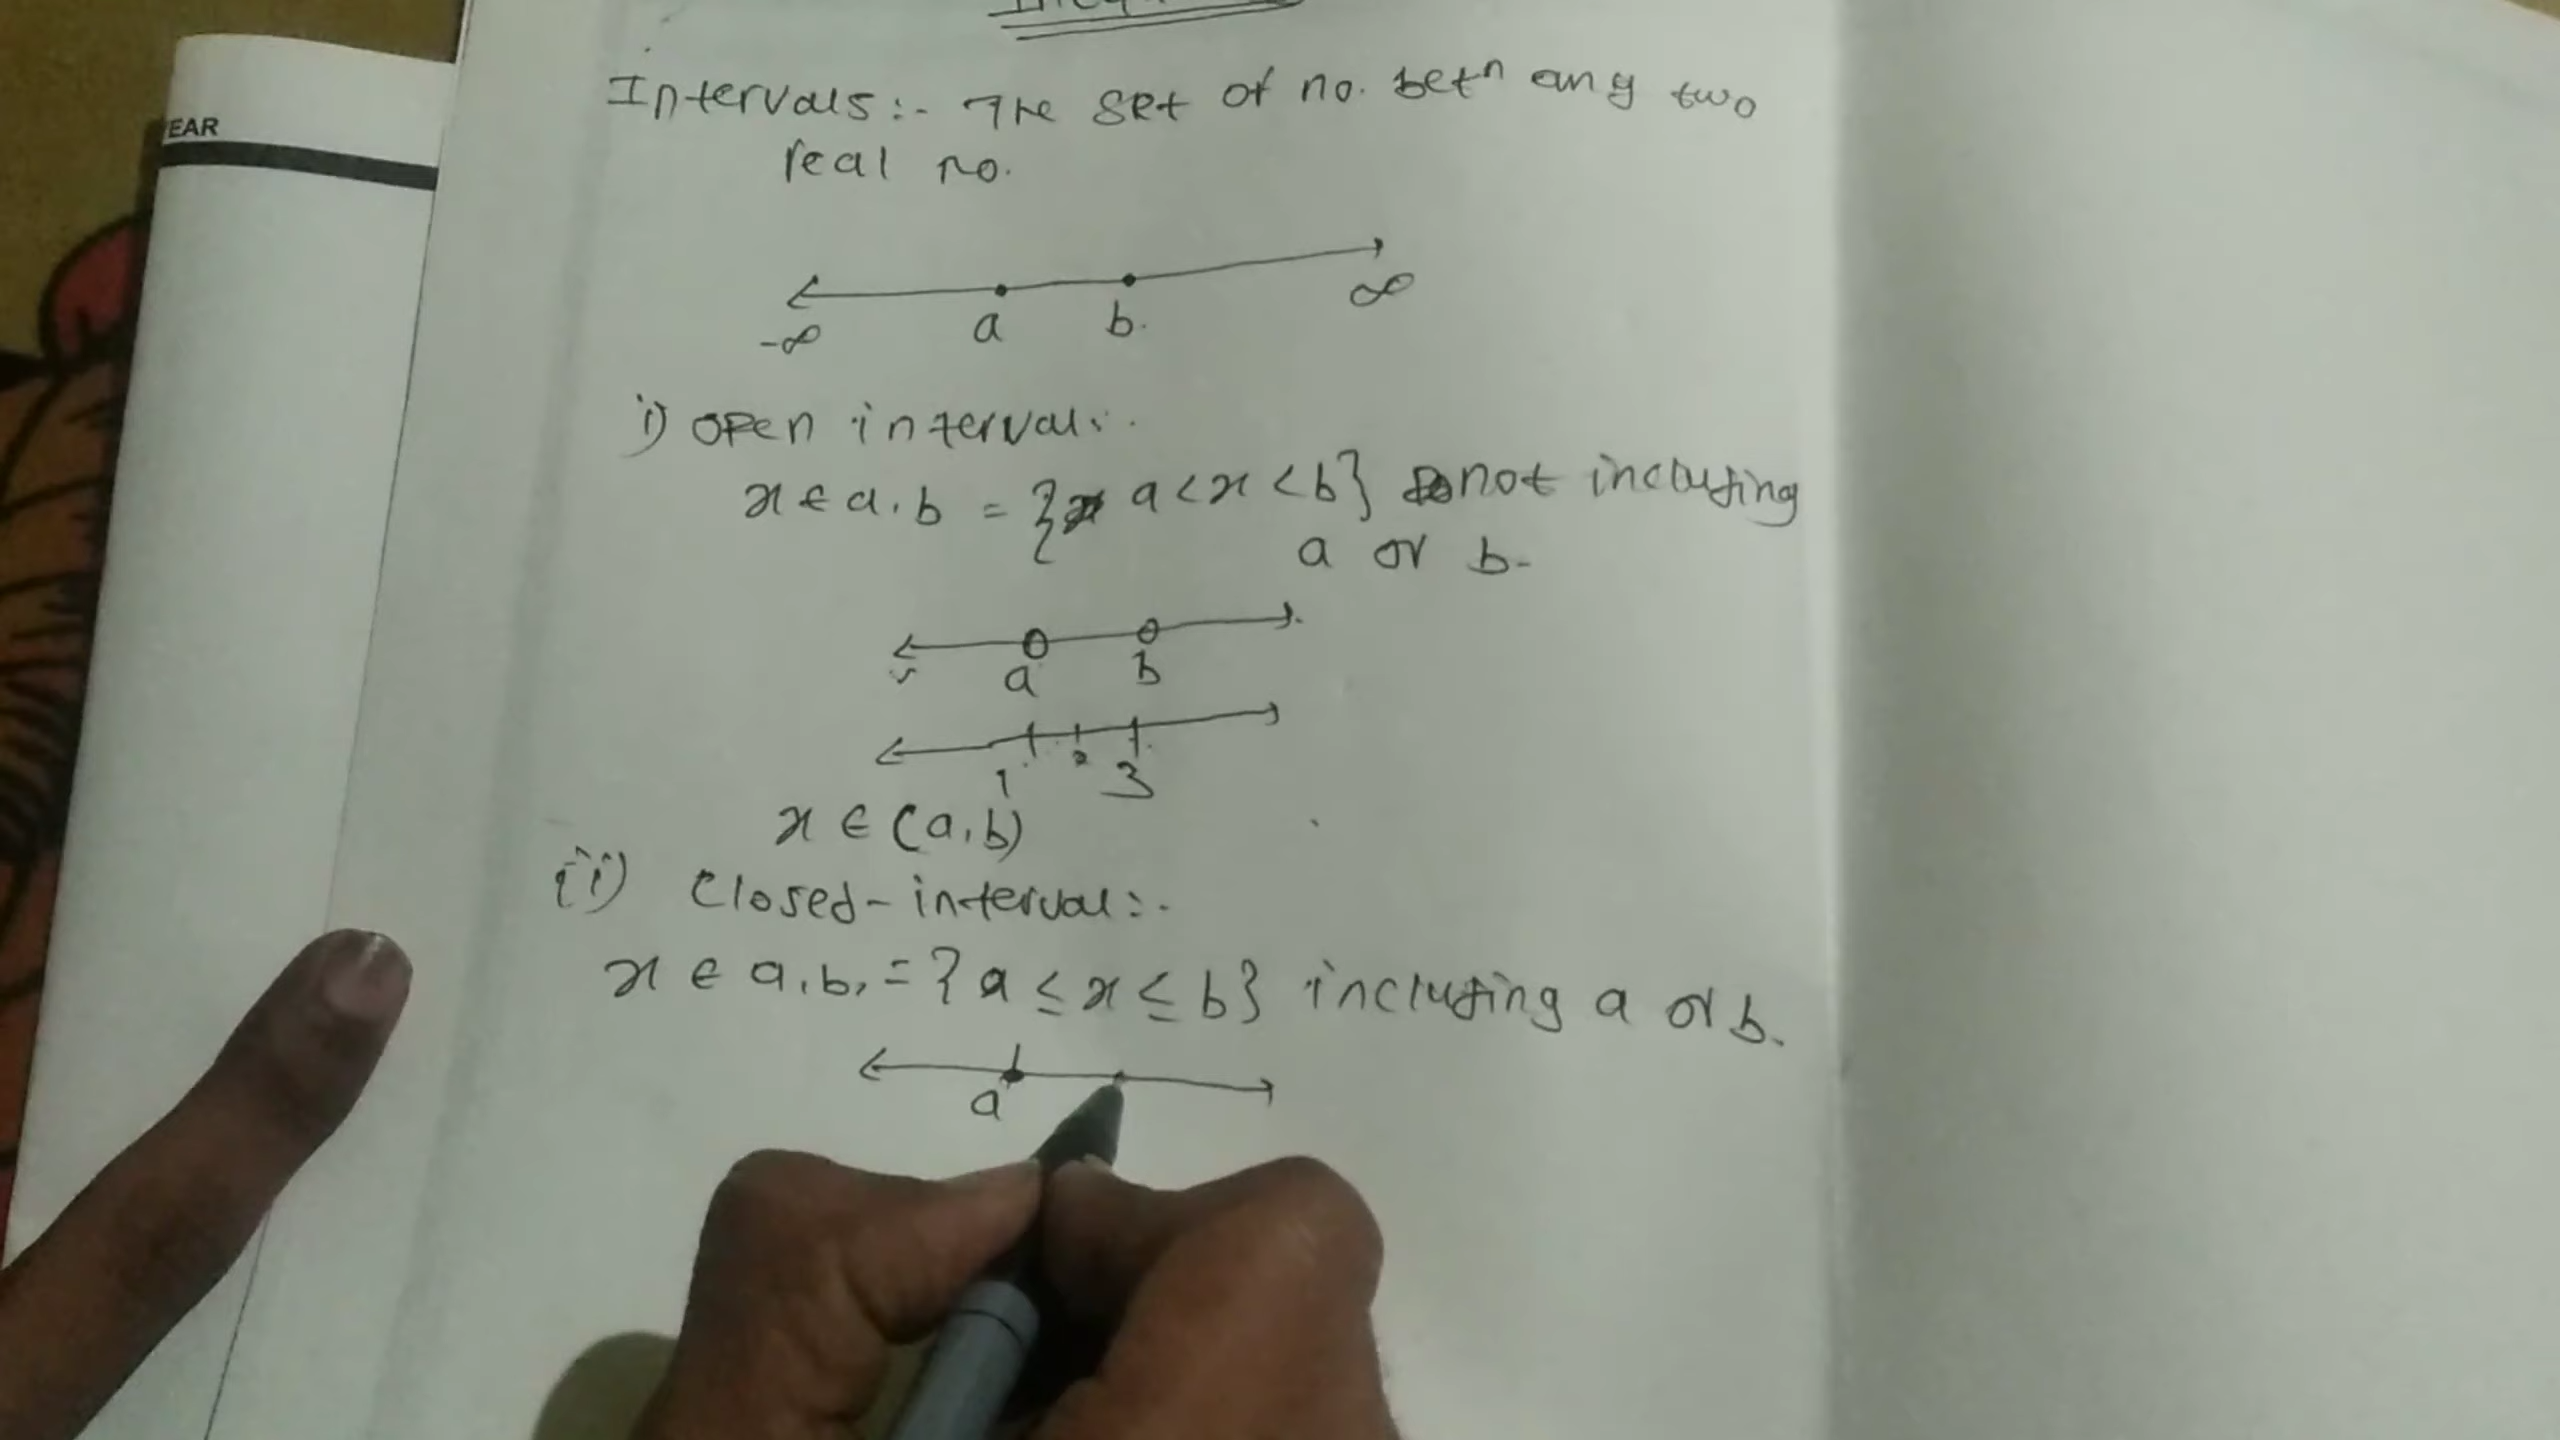 EAR
Intervals:- The set of no. betn any two
real no.
-∞ a b. ∞
i) open interval:-
x ∈ a,b = { a < x < b} not including
a or b.
a b
1 2 3
x ∈ (a,b)
(ii) Closed-interval:-
x ∈ a,b, = {a ≤ x ≤ b} including a or b.
a